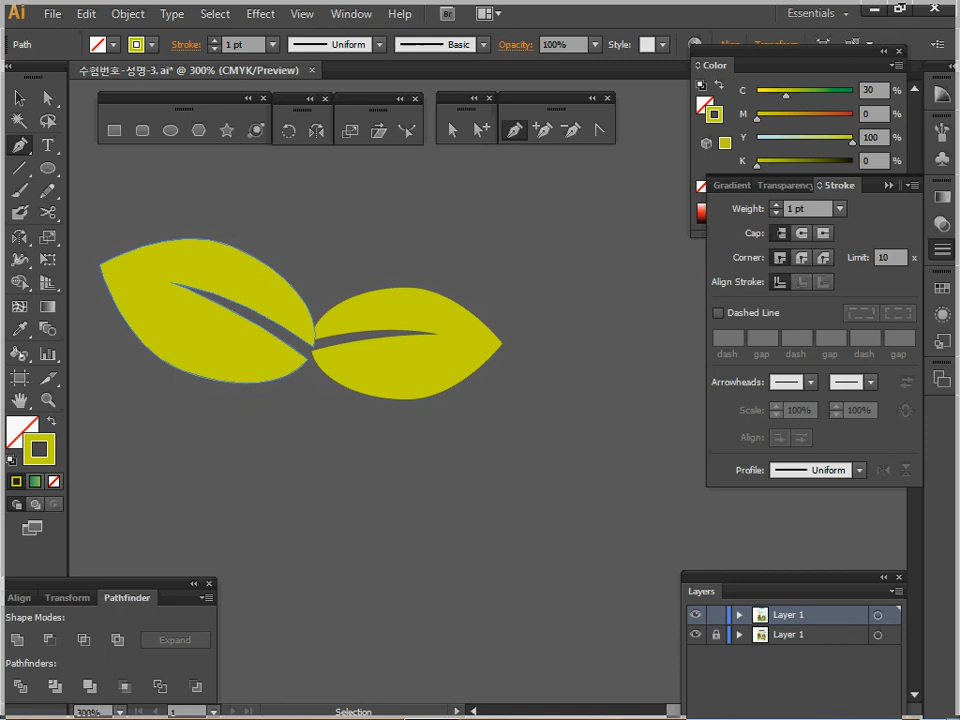 Ai File Edit Object Type Select Effect View Window Help Br Essentials
Path Stroke: 1 pt Uniform Basic Opacity: 100% Style: Align Transform
수험번호-성명-3.ai* @ 300% (CMYK/Preview) ×
Color
C 30 %
M 0 %
Y 100 %
K 0 %
Gradient Transparency Stroke
Weight: 1 pt
Cap:
Corner: Limit: 10 x
Align Stroke:
Dashed Line
dash gap dash gap dash gap
Arrowheads:
Scale: 100% 100%
Align:
Profile: Uniform
Align Transform Pathfinder
Shape Modes:
Expand
Pathfinders:
Layers
Layer 1
Layer 1
300% 1 Selection